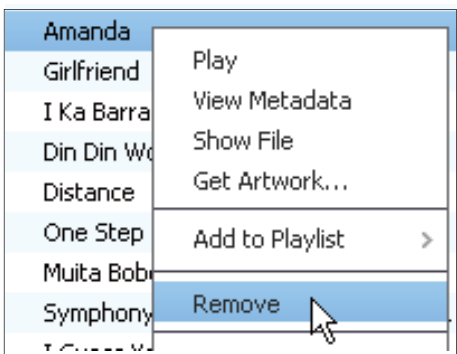 Amanda
Girlfriend
I Ka Barra
Din Din Wo
Distance
One Step
Muita Bob
Symphony
Play
View Metadata
Show File
Get Artwork...
Add to Playlist
Remove